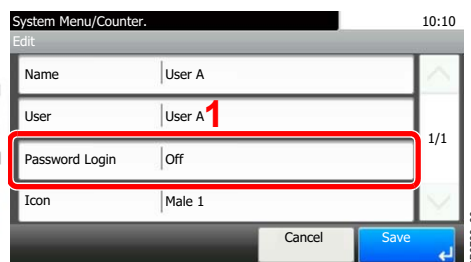 System Menu/Counter. 10:10
Edit
Name User A
User User A 1
1/1
Password Login Off
Icon Male 1
Cancel Save